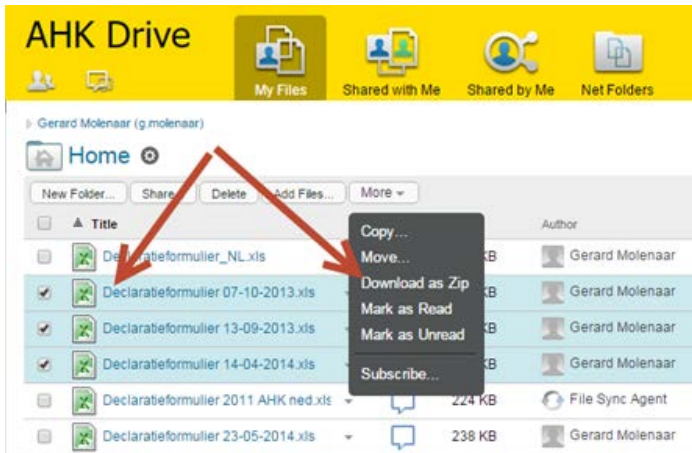 AHK Drive
My Files
Shared with Me
Shared by Me
Net Folders
Gerard Molenaar (g.molenaar)
Home
New Folder... Share... Delete Add Files... More
Title Author
Declaratieformulier_NL.xls KB Gerard Molenaar
Declaratieformulier 07-10-2013.xls KB Gerard Molenaar
Declaratieformulier 13-09-2013.xls KB Gerard Molenaar
Declaratieformulier 14-04-2014.xls KB Gerard Molenaar
Declaratieformulier 2011 AHK ned.xls 224 KB File Sync Agent
Declaratieformulier 23-05-2014.xls 238 KB Gerard Molenaar
Copy...
Move...
Download as Zip
Mark as Read
Mark as Unread
Subscribe...